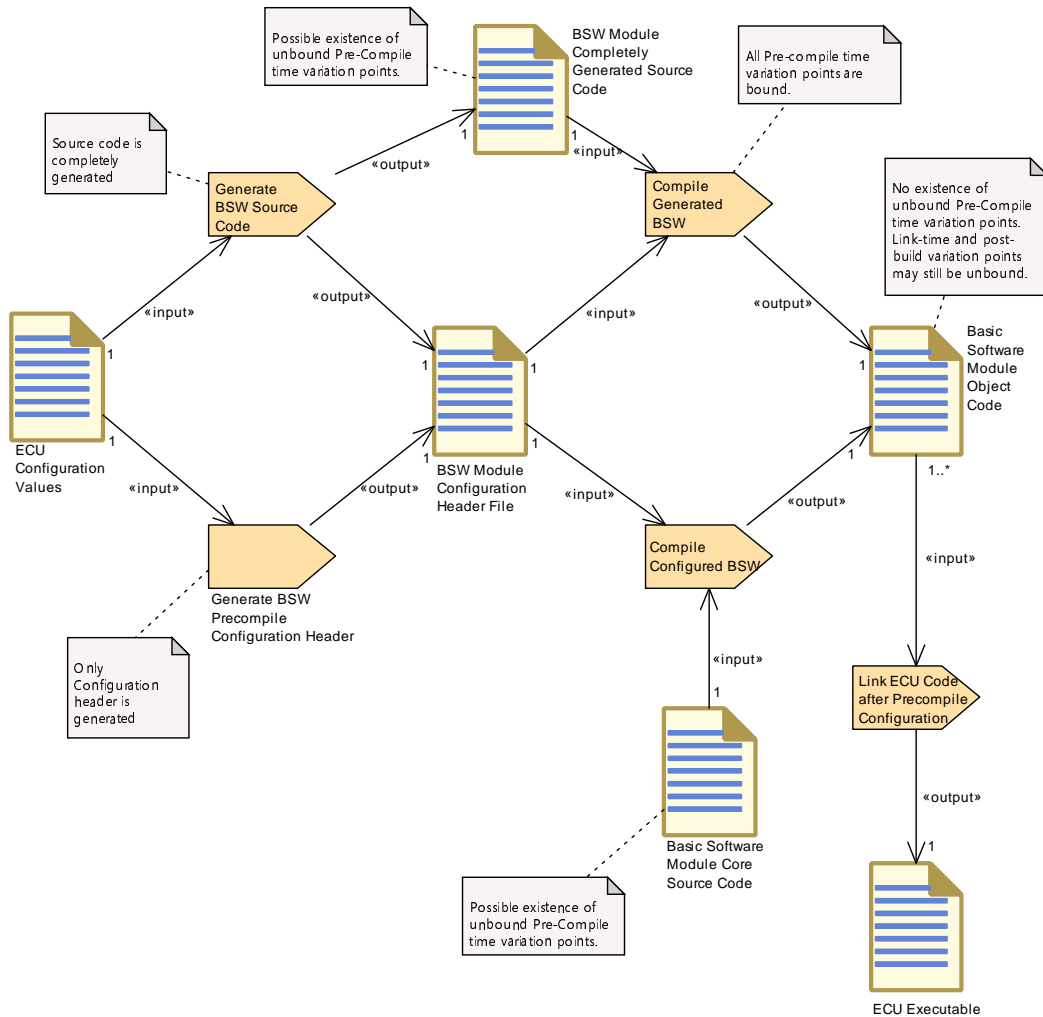 Possible existence of
unbound Pre-Compile
time variation points.
BSW Module
Completely
Generated Source
Code
All Pre-compile time
variation points are
bound.
Source code is
completely
generated
1
1
«input»
«output»
Generate
BSW Source
Code
Compile
Generated
BSW
No existence of
unbound Pre-Compile
time variation points.
Link-time and post-
build variation points
may still be unbound.
«input»
«output»
«input»
«output»
1
1
1
1
Basic
Software
Module
Object
Code
1
1
1
1
1..*
ECU
Configuration
Values
BSW Module
Configuration
Header File
«input»
«output»
«input»
«output»
Generate BSW
Precompile
Configuration Header
Compile
Configured BSW
«input»
Only
Configuration
header is
generated
«input»
1
Link ECU Code
after Precompile
Configuration
«output»
Basic Software
Module Core
Source Code
1
Possible existence of
unbound Pre-Compile
time variation points.
ECU Executable